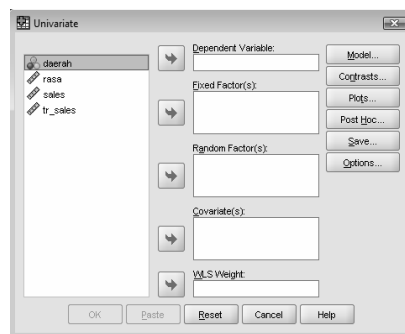 Univariate
daerah
rasa
sales
tr_sales
Dependent Variable:
Fixed Factor(s):
Random Factor(s):
Covariate(s):
WLS Weight:
Model...
Contrasts...
Plots...
Post Hoc...
Save...
Options...
OK
Paste
Reset
Cancel
Help